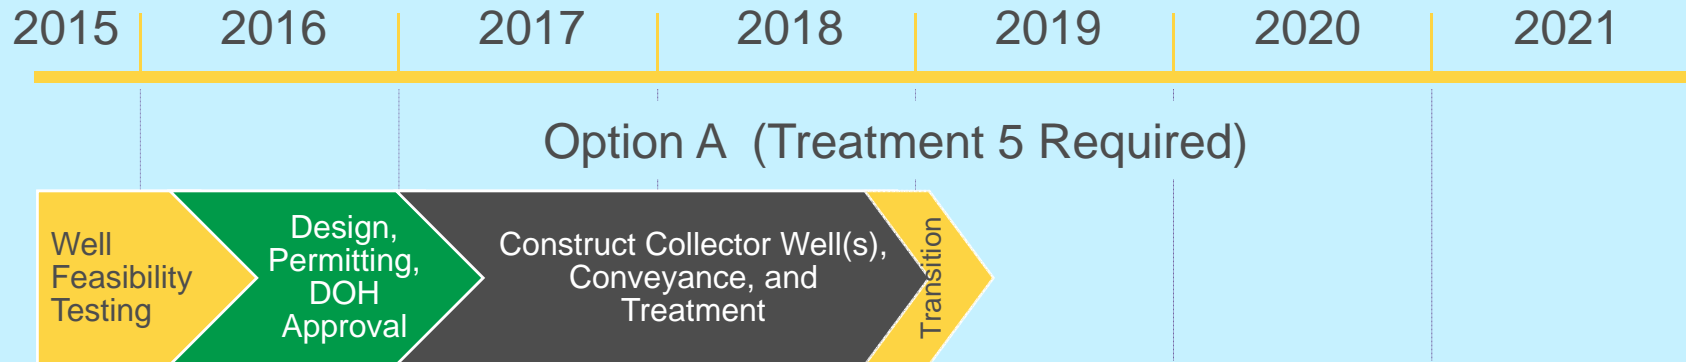 2015 2016 2017 2018 2019 2020 2021
Option A (Treatment 5 Required)
Well
Feasibility
Testing
Design,
Permitting,
DOH
Approval
Construct Collector Well(s),
Conveyance, and
Treatment
Transition